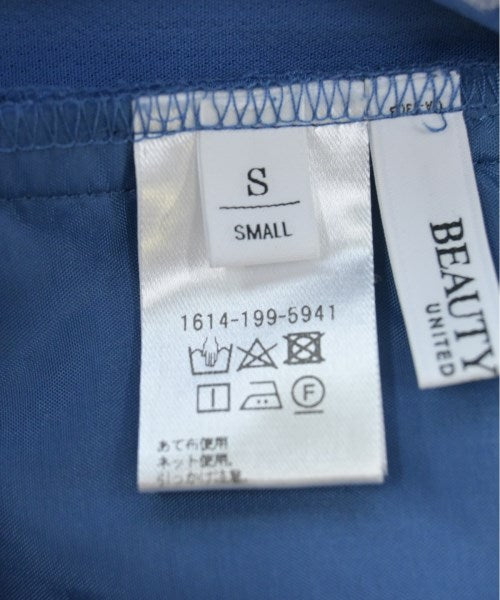 S
SMALL
1614-199-5941
F
あて布使用
ネット使用。
引っかけ注意。
BEAUTY
UNITED